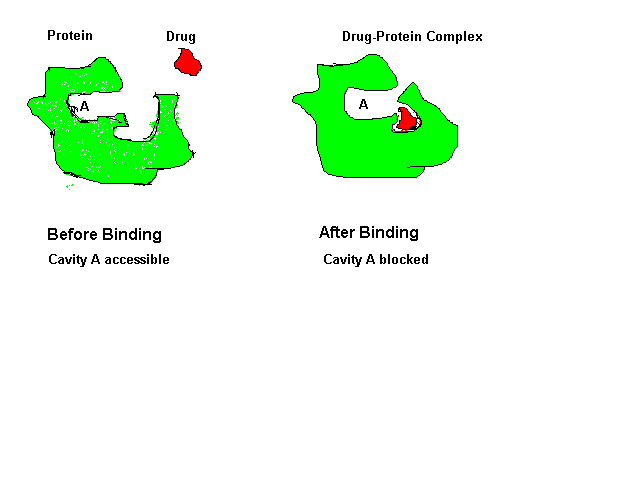 Protein
Drug
Drug-Protein Complex
A
A
Before Binding
After Binding
Cavity A accessible
Cavity A blocked